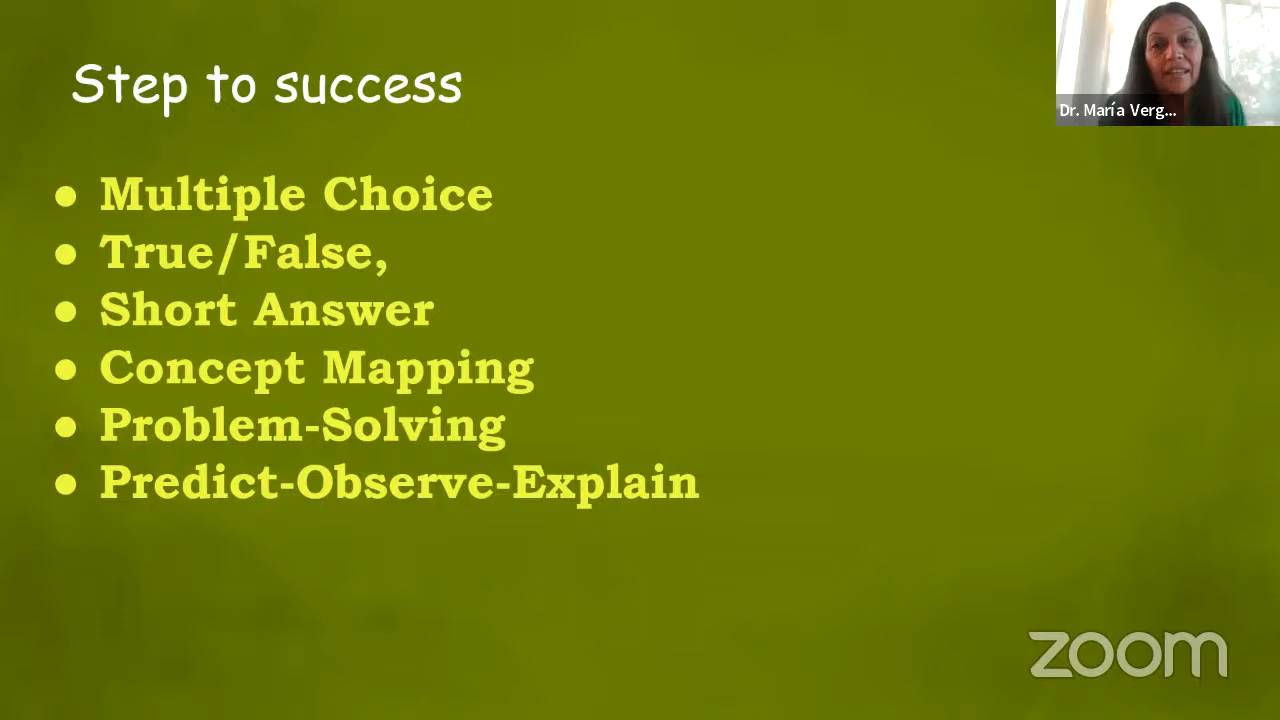 Step to success
Dr. María Verg...
● Multiple Choice
● True/False,
● Short Answer
● Concept Mapping
● Problem-Solving
● Predict-Observe-Explain
zoom